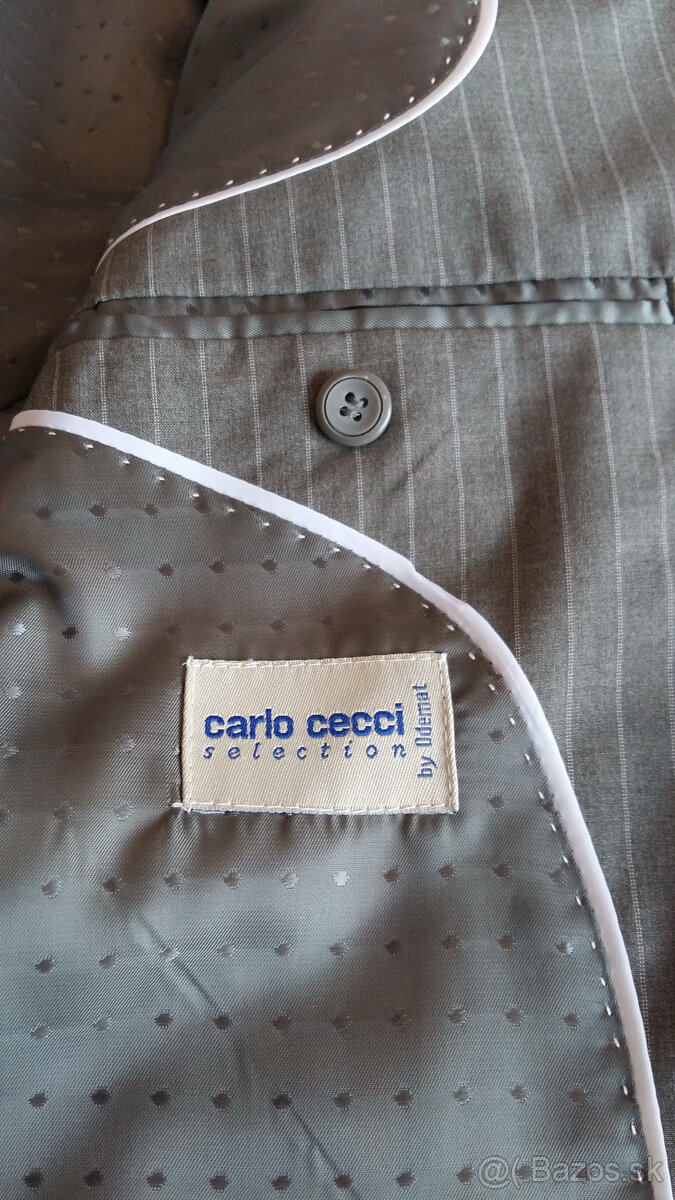 carlo cecci
selection
by Odemat
@( Bazos.sk